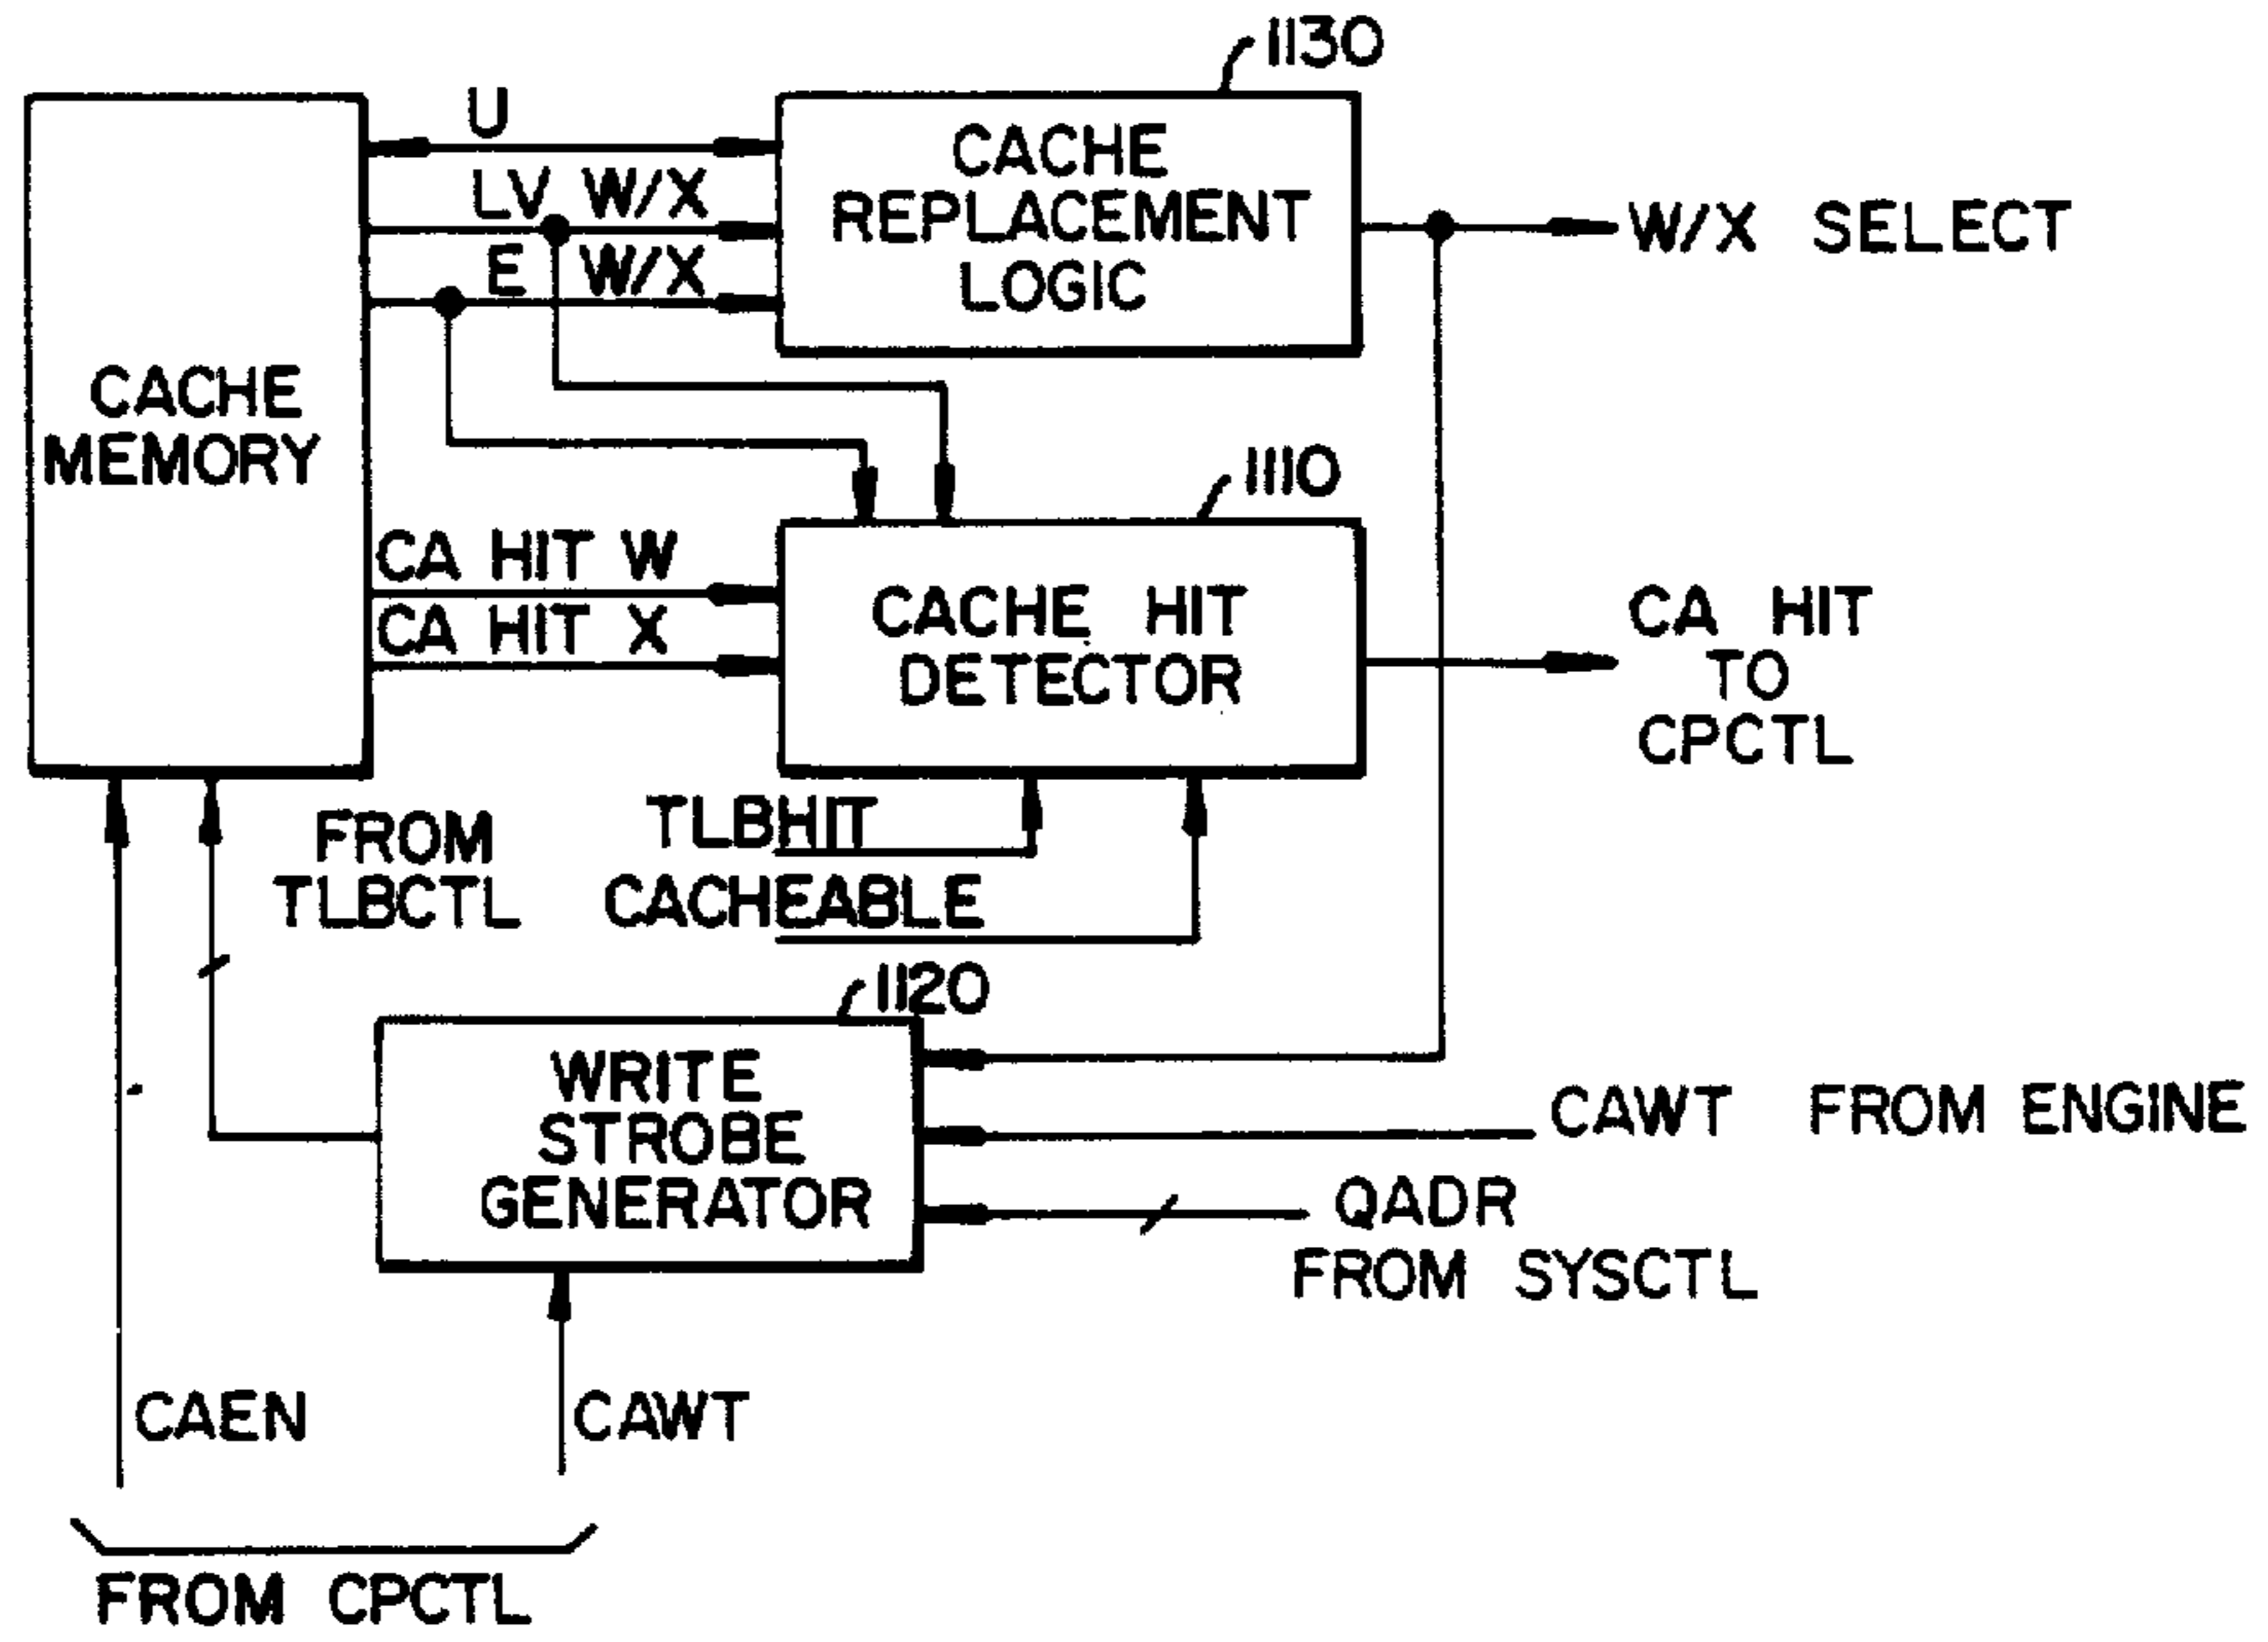 1130
U
CACHE
REPLACEMENT
LOGIC
LV W/X
E W/X
W/X SELECT
CACHE
MEMORY
1110
CA HIT W
CA HIT X
CACHE HIT
DETECTOR
CA HIT
TO
CPCTL
FROM
TLBCTL
TLBHIT
CACHEABLE
1120
WRITE
STROBE
GENERATOR
CAWT FROM ENGINE
QADR
FROM SYSCTL
CAEN
CAWT
FROM CPCTL